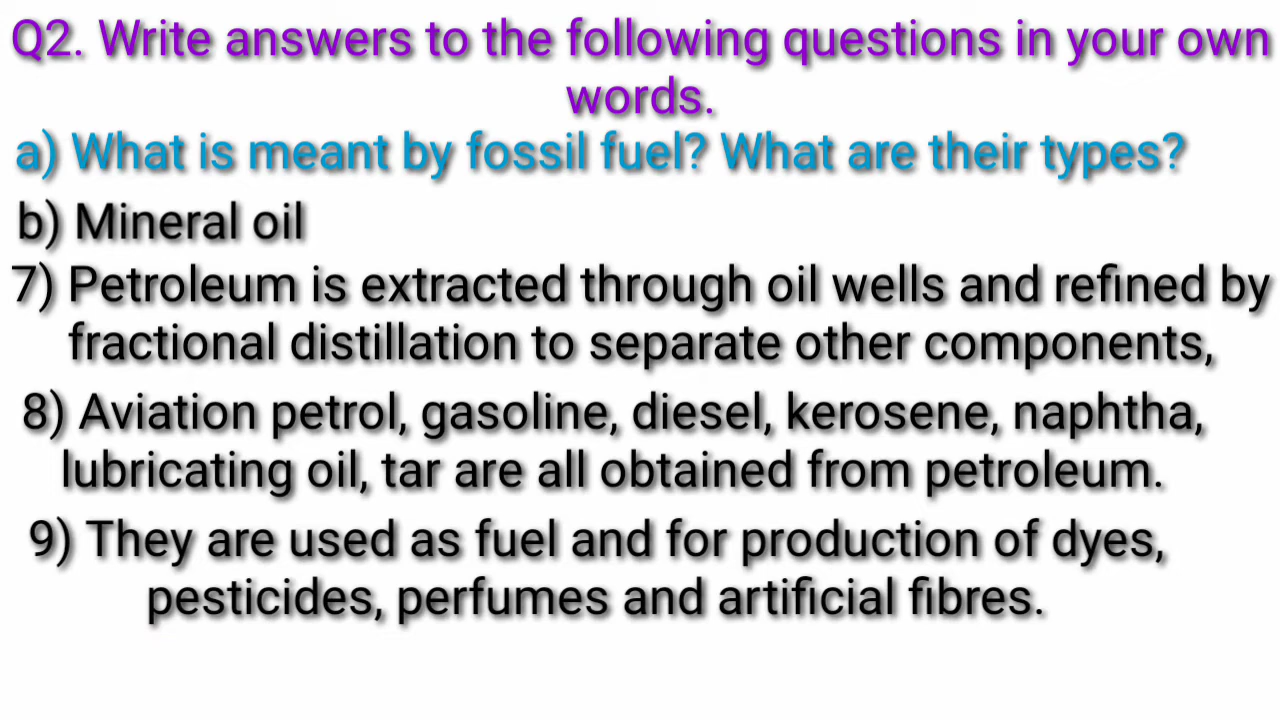 Q2. Write answers to the following questions in your own
words.
a) What is meant by fossil fuel? What are their types?
b) Mineral oil
7) Petroleum is extracted through oil wells and refined by
fractional distillation to separate other components,
8) Aviation petrol, gasoline, diesel, kerosene, naphtha,
lubricating oil, tar are all obtained from petroleum.
9) They are used as fuel and for production of dyes,
pesticides, perfumes and artificial fibres.